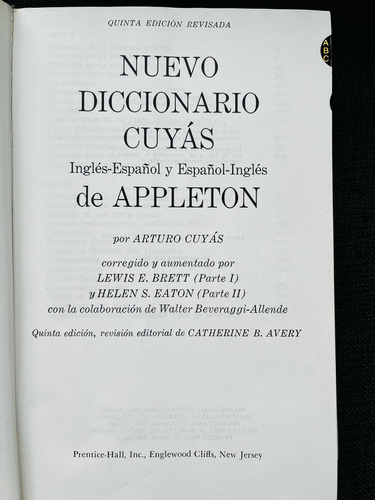 QUINTA EDICIÓN REVISADA
ABC
NUEVO
DICCIONARIO
CUYÁS
Inglés-Español y Español-Inglés
de APPLETON
por ARTURO CUYÁS
corregido y aumentado por
LEWIS E. BRETT (Parte I)
y HELEN S. EATON (Parte II)
con la colaboración de Walter Beveraggi-Allende
Quinta edición, revisión editorial de CATHERINE B. AVERY
Prentice-Hall, Inc., Englewood Cliffs, New Jersey